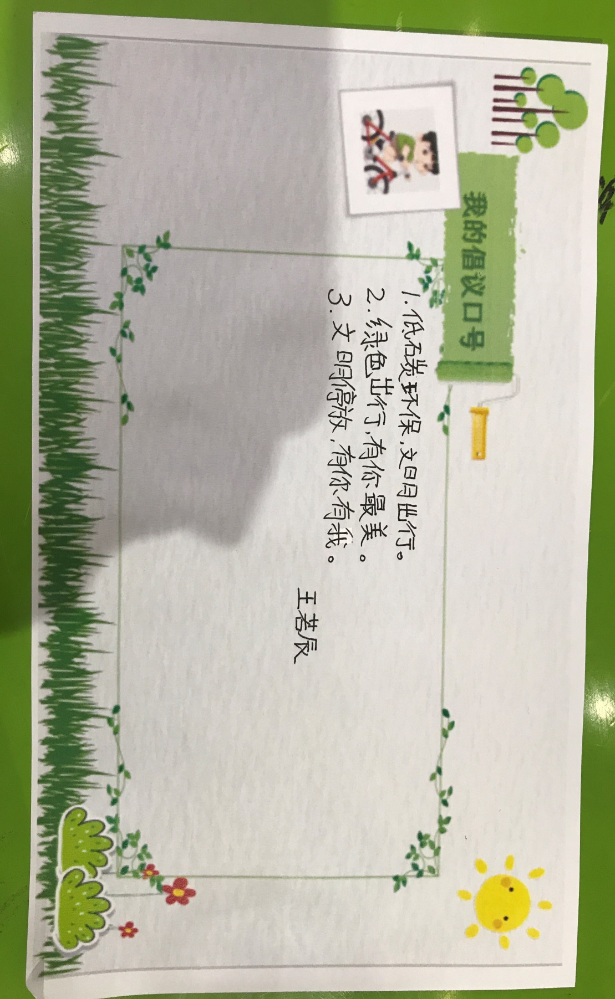 我的倡议口号
1.低碳环保,文明出行。
2.绿色出行,有你最美。
3.文明停放,有你有我。
王若辰